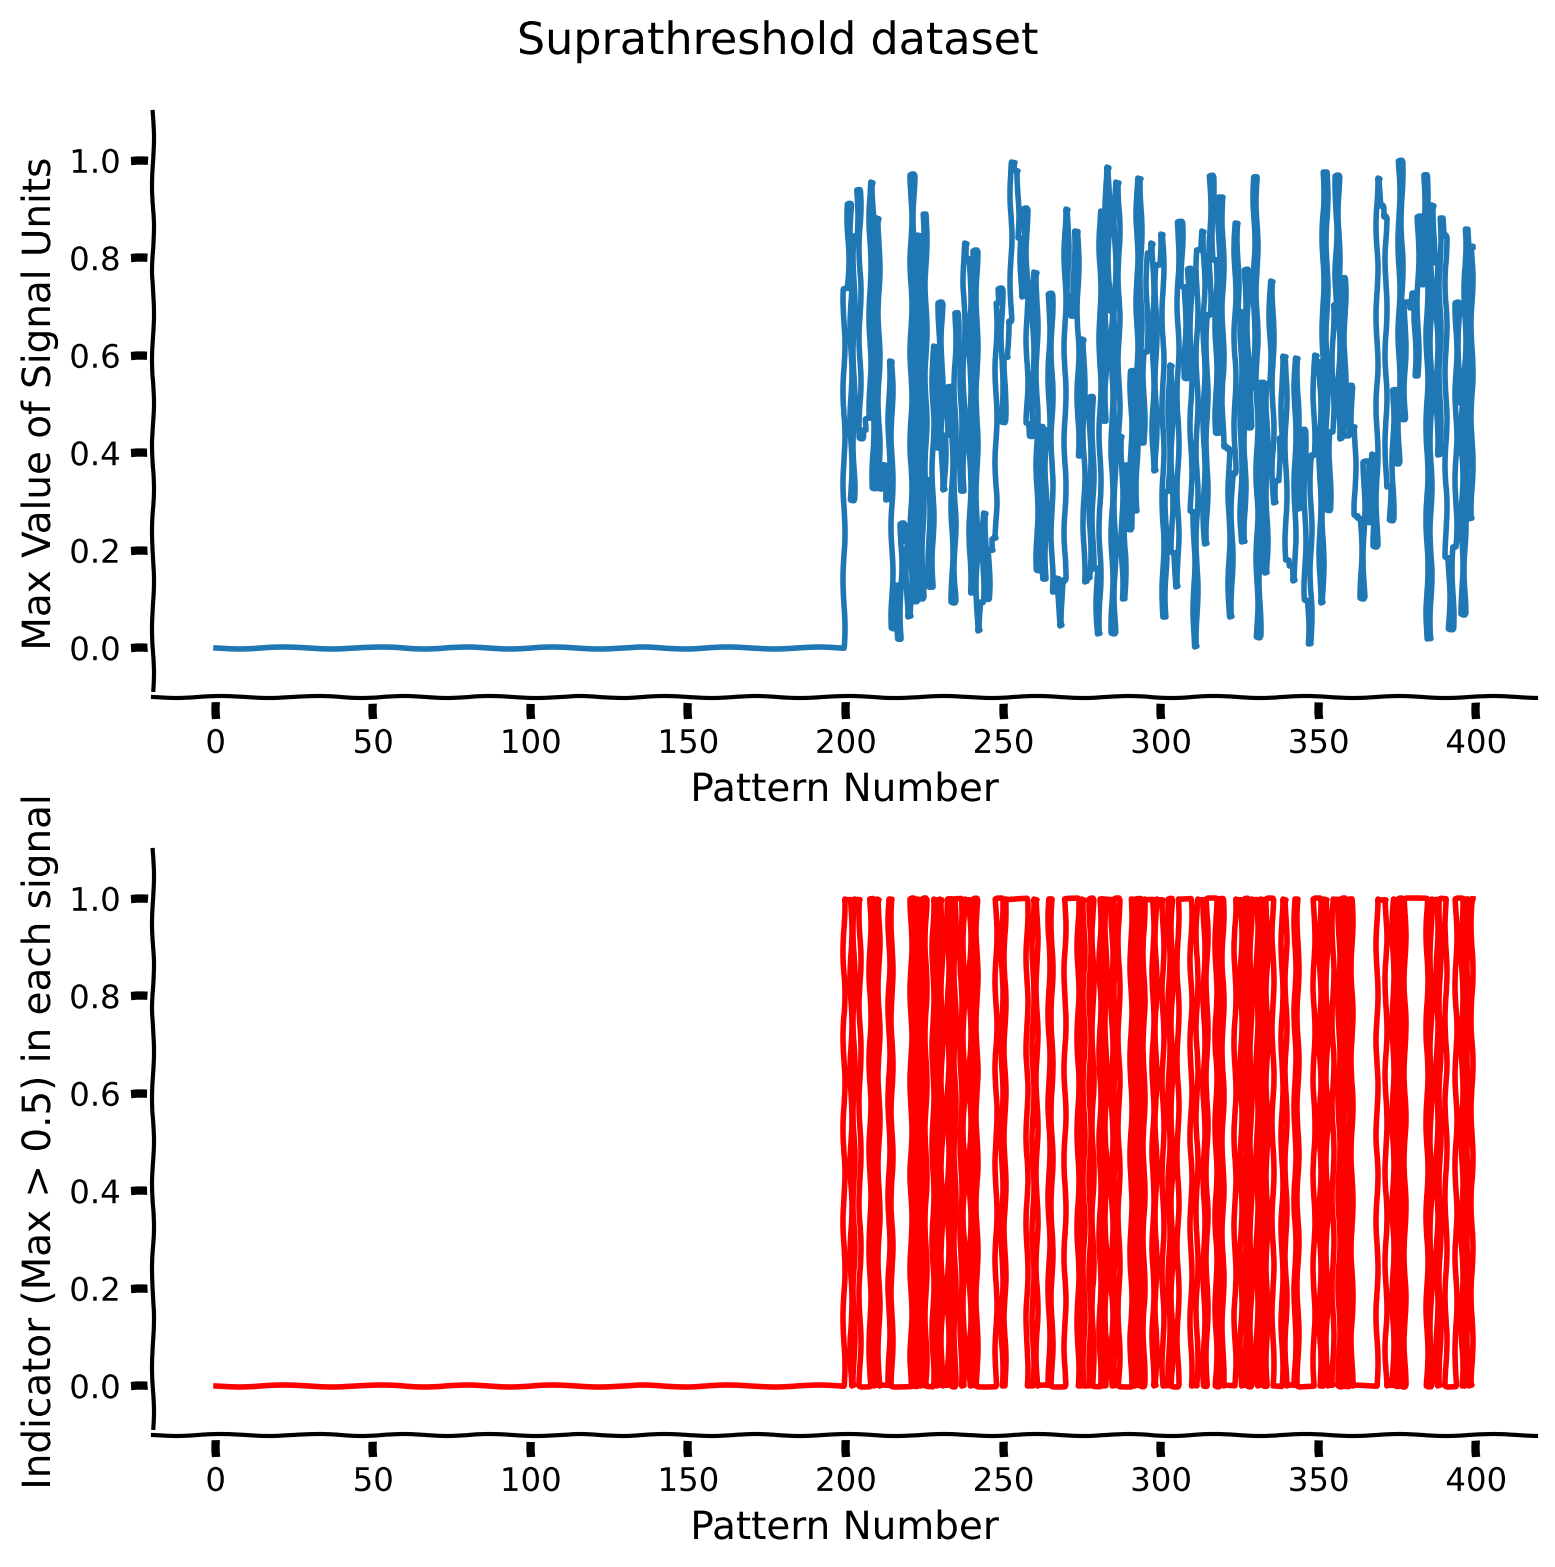 Suprathreshold dataset
Max Value of Signal Units
1.0
0.8
0.6
0.4
0.2
0.0
0 50 100 150 200 250 300 350 400
Pattern Number
Indicator (Max > 0.5) in each signal
1.0
0.8
0.6
0.4
0.2
0.0
0 50 100 150 200 250 300 350 400
Pattern Number